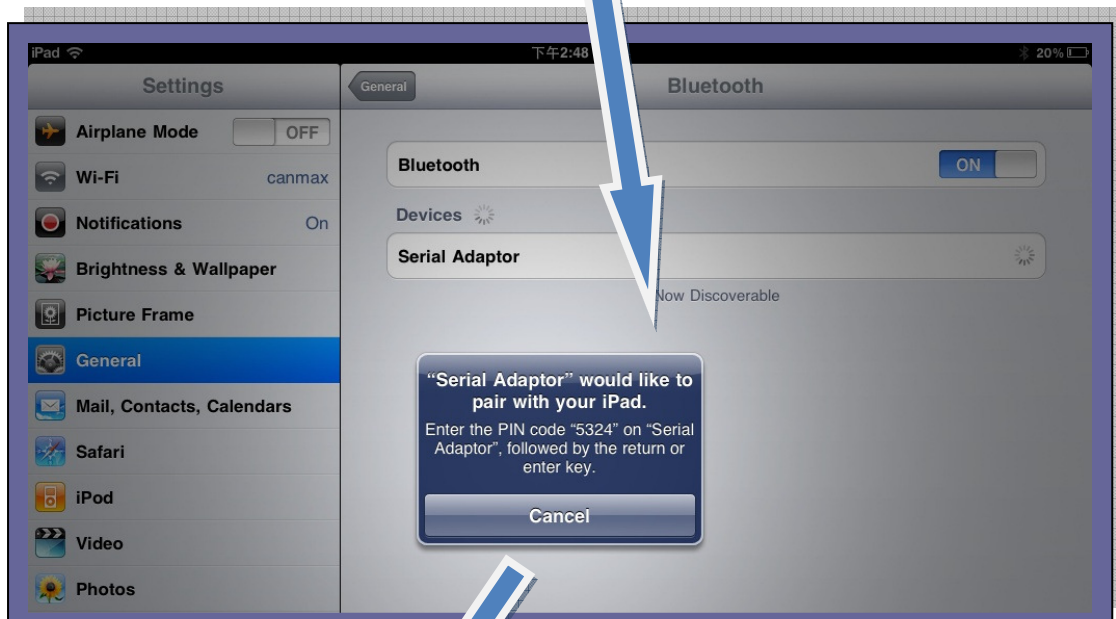 iPad 下午2:48 20%
Settings
General Bluetooth
Airplane Mode OFF
Wi-Fi canmax
Notifications On
Brightness & Wallpaper
Picture Frame
General
Mail, Contacts, Calendars
Safari
iPod
Video
Photos
Bluetooth ON
Devices
Serial Adaptor
Now Discoverable
“Serial Adaptor” would like to
pair with your iPad.
Enter the PIN code “5324” on “Serial
Adaptor”, followed by the return or
enter key.
Cancel